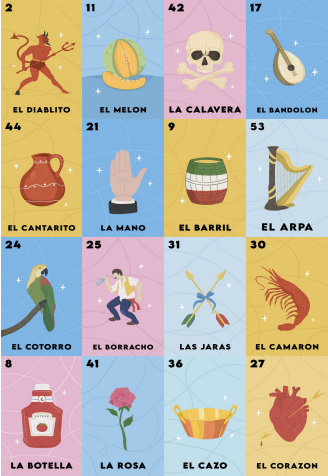 2
11
42
17
EL DIABLITO
EL MELON
LA CALAVERA
EL BANDOLON
44
21
9
53
EL CANTARITO
LA MANO
EL BARRIL
EL ARPA
24
25
31
30
EL COTORRO
EL BORRACHO
LAS JARAS
EL CAMARON
8
41
36
27
LA BOTELLA
LA ROSA
EL CAZO
EL CORAZON